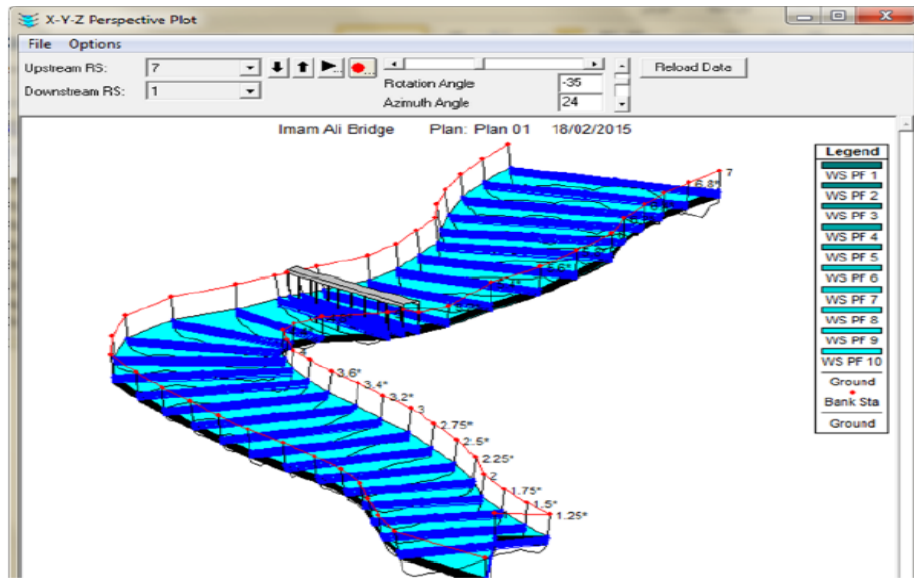 X-Y-Z Perspective Plot
File Options
Upstream RS: 7
Downstream RS: 1
Rotation Angle -35
Azimuth Angle 24
Reload Data
Imam Ali Bridge Plan: Plan 01 18/02/2015
Legend
WS PF 1
WS PF 2
WS PF 3
WS PF 4
WS PF 5
WS PF 6
WS PF 7
WS PF 8
WS PF 9
WS PF 10
Ground
Bank Sta
Ground
7
6.8*
4
3.6*
3.4*
3.2*
3
2.75*
2.5*
2.25*
2
1.75*
1.5*
1.25*